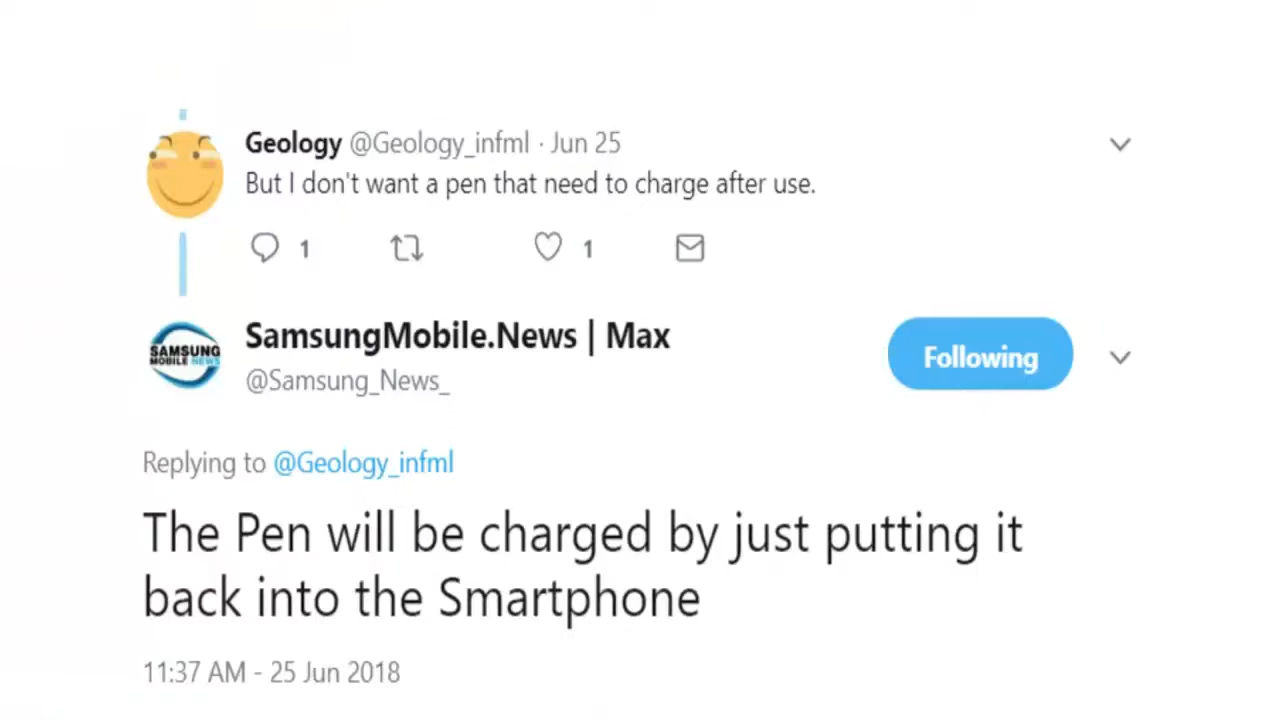 Geology @Geology_infml · Jun 25
But I don't want a pen that need to charge after use.
1 1
SAMSUNG
MOBILE NEWS
SamsungMobile.News | Max
@Samsung_News_
Following
Replying to @Geology_infml
The Pen will be charged by just putting it
back into the Smartphone
11:37 AM - 25 Jun 2018